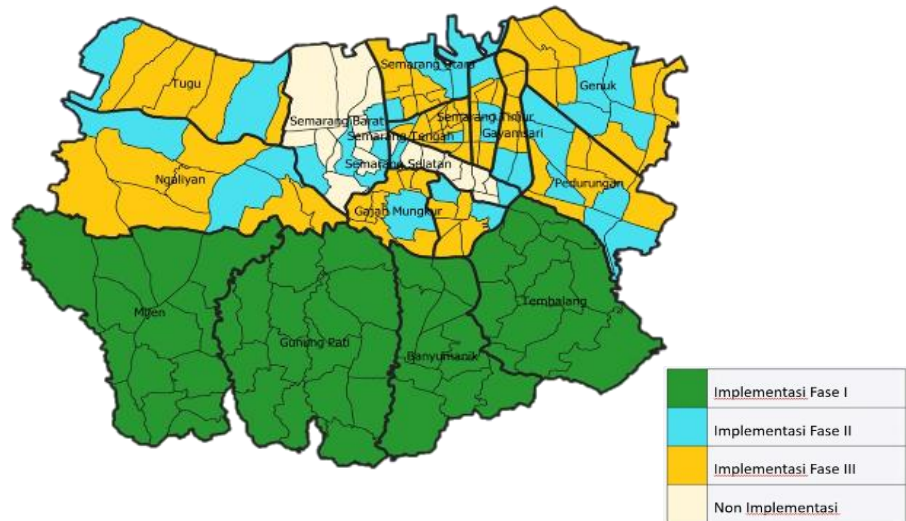 Semarang Utara
Tugu
Genuk
Semarang Barat
Semarang Timur
Semarang Tengah
Gayamsari
Semarang Selatan
Ngaliyan
Pedurungan
Gajah Mungkur
Tembalang
Mijen
Gunung Pati
Banyumanik
Implementasi Fase I
Implementasi Fase II
Implementasi Fase III
Non Implementasi